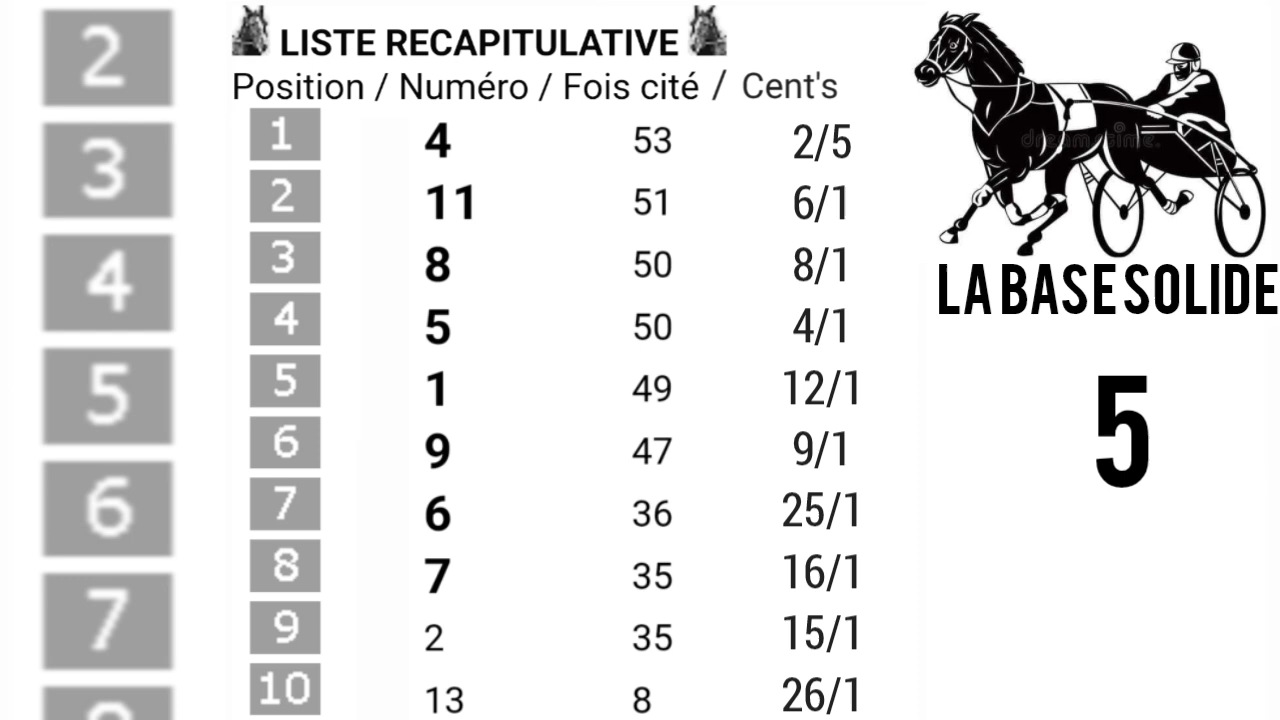 LISTE RECAPITULATIVE
Position / Numéro / Fois cité / Cent's
1 4 53 2/5
2 11 51 6/1
3 8 50 8/1
4 5 50 4/1
5 1 49 12/1
6 9 47 9/1
7 6 36 25/1
8 7 35 16/1
9 2 35 15/1
10 13 8 26/1
2
3
4
5
6
7
dreamstime.
LA BASE SOLIDE
5